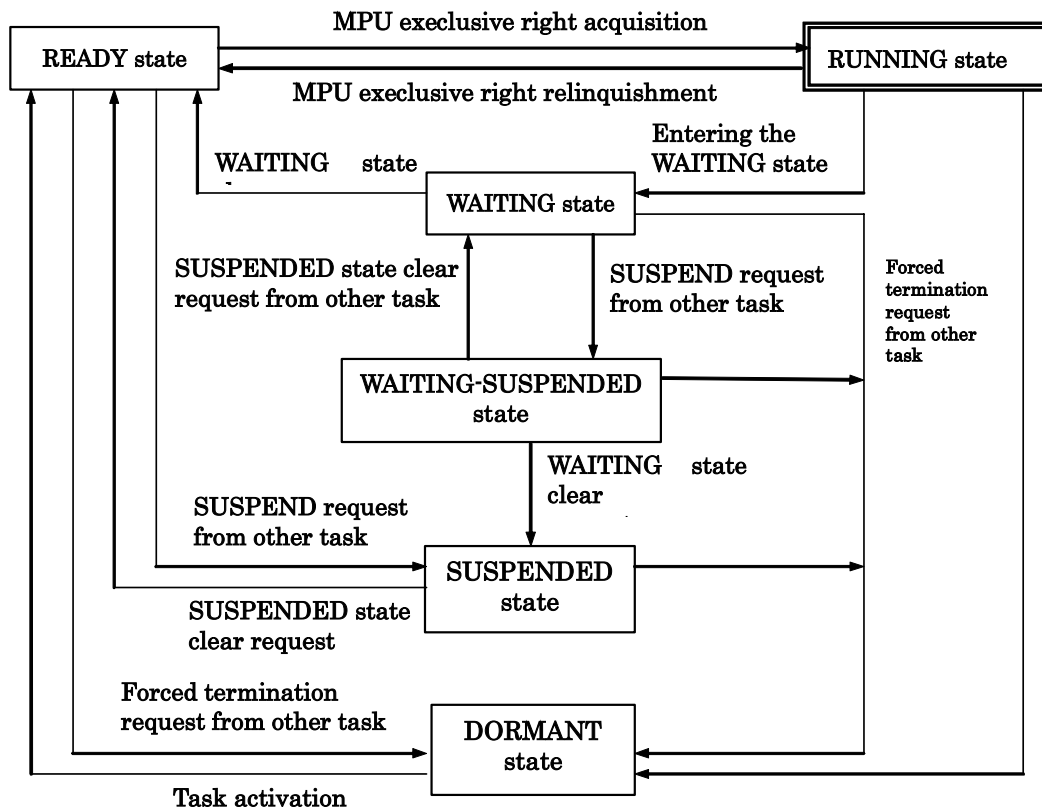 MPU execlusive right acquisition
READY state
RUNNING state
MPU execlusive right relinquishment
Entering the
WAITING state
WAITING state
WAITING state
SUSPENDED state clear
request from other task
SUSPEND request
from other task
Forced
termination
request
from other
task
WAITING-SUSPENDED
state
WAITING state
clear
SUSPEND request
from other task
SUSPENDED
state
SUSPENDED state
clear request
Forced termination
request from other task
DORMANT
state
Task activation